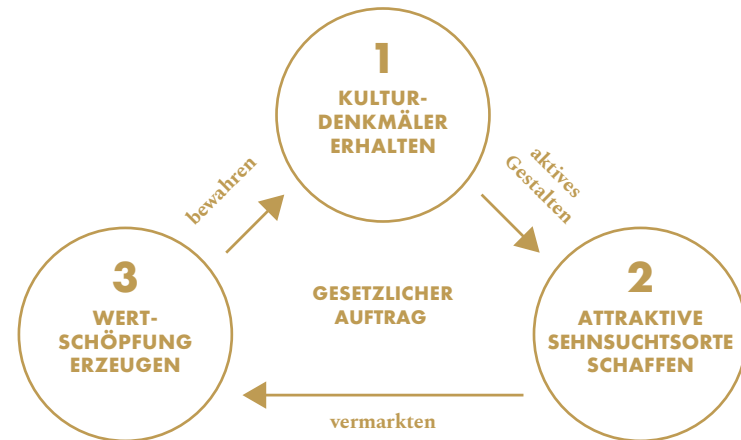 1
KULTUR-
DENKMÄLER
ERHALTEN
bewahren
aktives
Gestalten
3
WERT-
SCHÖPFUNG
ERZEUGEN
GESETZLICHER
AUFTRAG
2
ATTRAKTIVE
SEHNSUCHTSORTE
SCHAFFEN
vermarkten